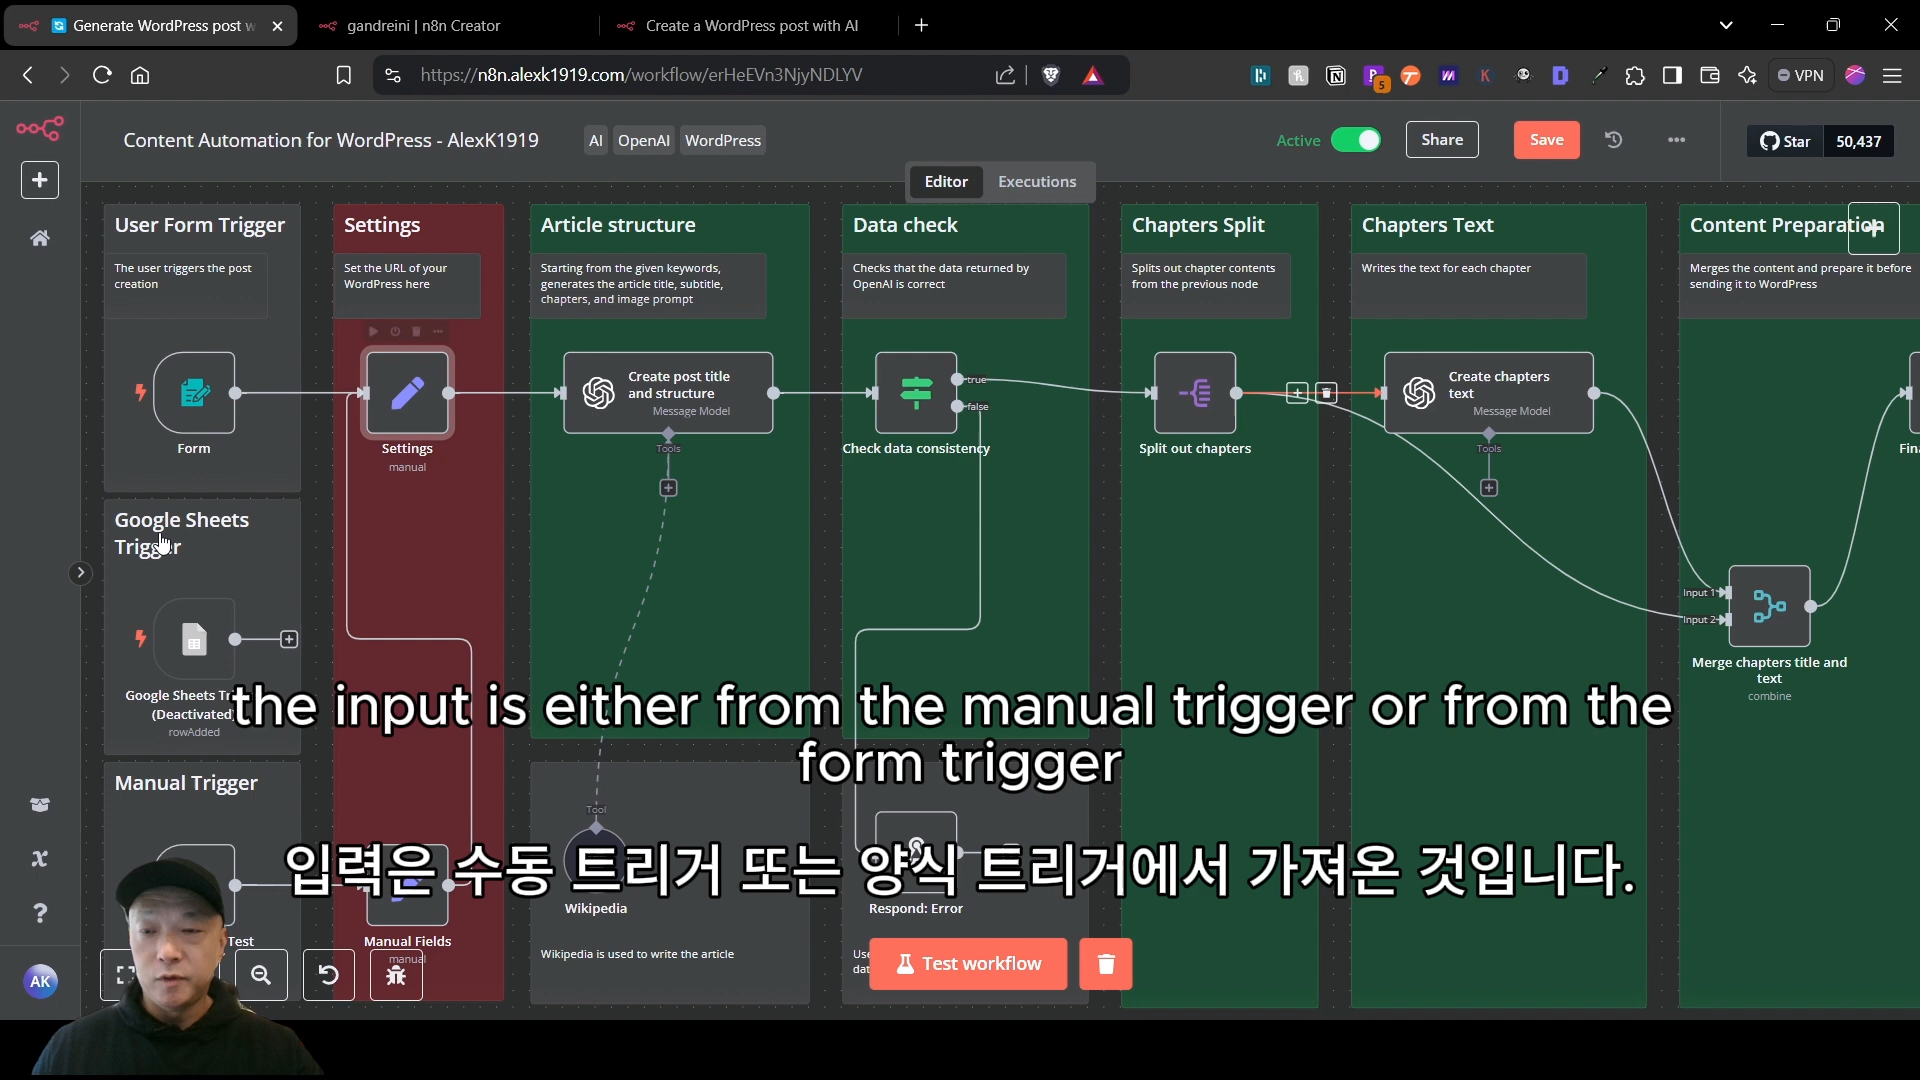 Generate WordPress post w
gandreini | n8n Creator
Create a WordPress post with AI
https://n8n.alexk1919.com/workflow/erHeEVn3NjyNDLYV
5
VPN
Content Automation for WordPress - AlexK1919
AI
OpenAI
WordPress
Active
Share
Save
Star
50,437
Editor
Executions
User Form Trigger
The user triggers the post
creation
Form
Settings
Set the URL of your
WordPress here
Settings
manual
Article structure
Starting from the given keywords,
generates the article title, subtitle,
chapters, and image prompt
Create post title
and structure
Message Model
Tools
Data check
Checks that the data returned by
OpenAI is correct
true
false
Check data consistency
Chapters Split
Splits out chapter contents
from the previous node
Split out chapters
Chapters Text
Writes the text for each chapter
Create chapters
text
Message Model
Tools
Content Preparation
Merges the content and prepare it before
sending it to WordPress
Input 1
Input 2
Merge chapters title and
text
combine
Google Sheets
Trigger
Google Sheets
(Deactivated)
rowAdded
the input is either from the manual trigger or from the
form trigger
Manual Trigger
Tool
입력은 수동 트리거 또는 양식 트리거에서 가져온 것입니다.
Wikipedia
Respond: Error
Test
Manual Fields
manual
Wikipedia is used to write the article
Test workflow
AK